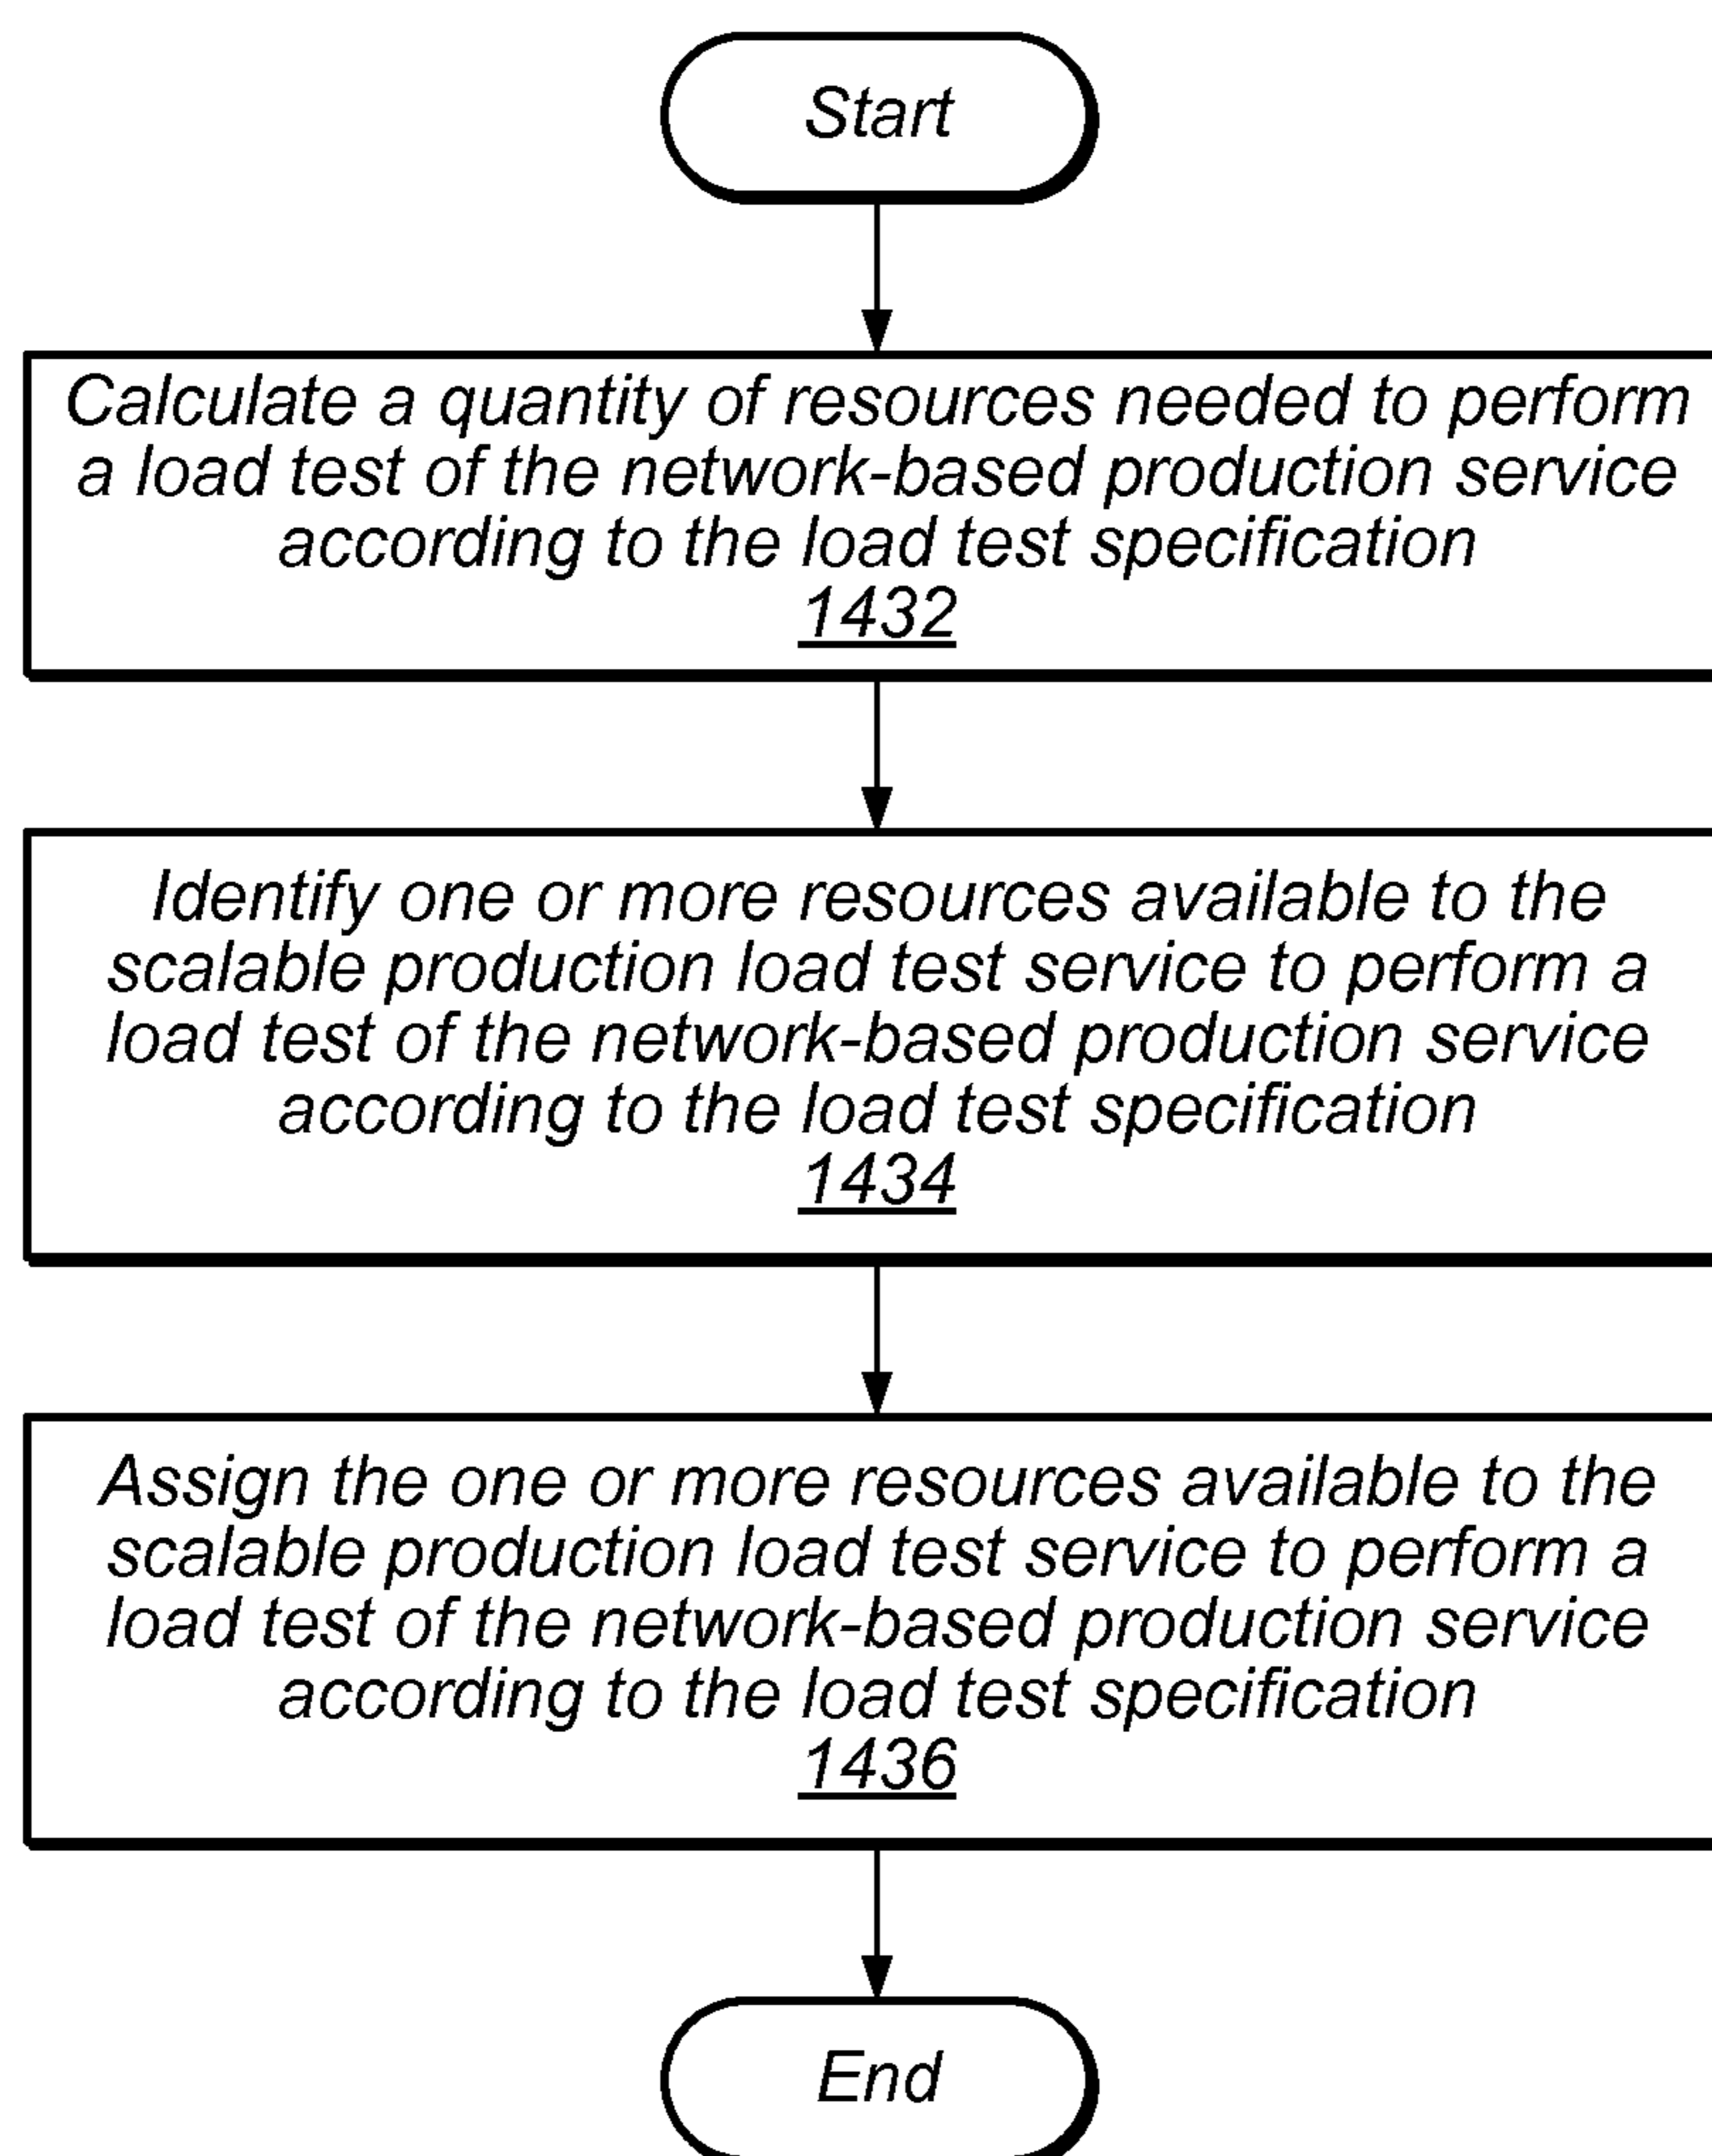 Start
Calculate a quantity of resources needed to perform
a load test of the network-based production service
according to the load test specification
1432
Identify one or more resources available to the
scalable production load test service to perform a
load test of the network-based production service
according to the load test specification
1434
Assign the one or more resources available to the
scalable production load test service to perform a
load test of the network-based production service
according to the load test specification
1436
End